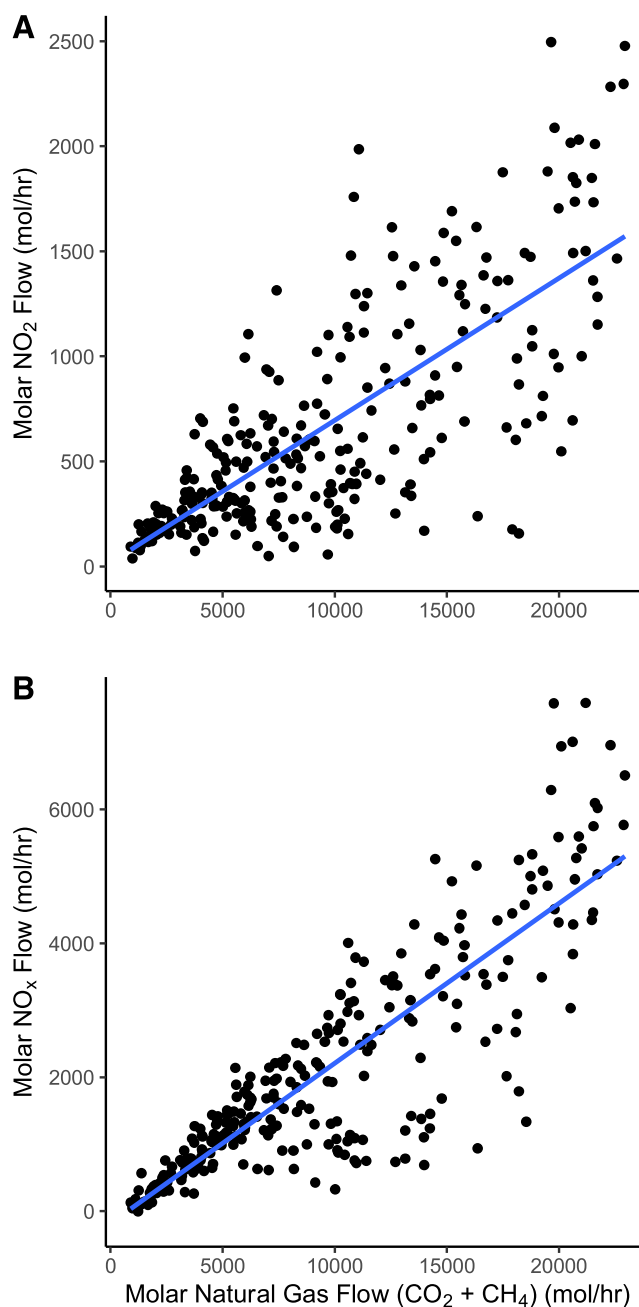 A
2500
2000
1500
1000
500
0
Molar NO₂ Flow (mol/hr)
0 5000 10000 15000 20000
B
6000
4000
2000
0
Molar NOₓ Flow (mol/hr)
0 5000 10000 15000 20000
Molar Natural Gas Flow (CO₂ + CH₄) (mol/hr)